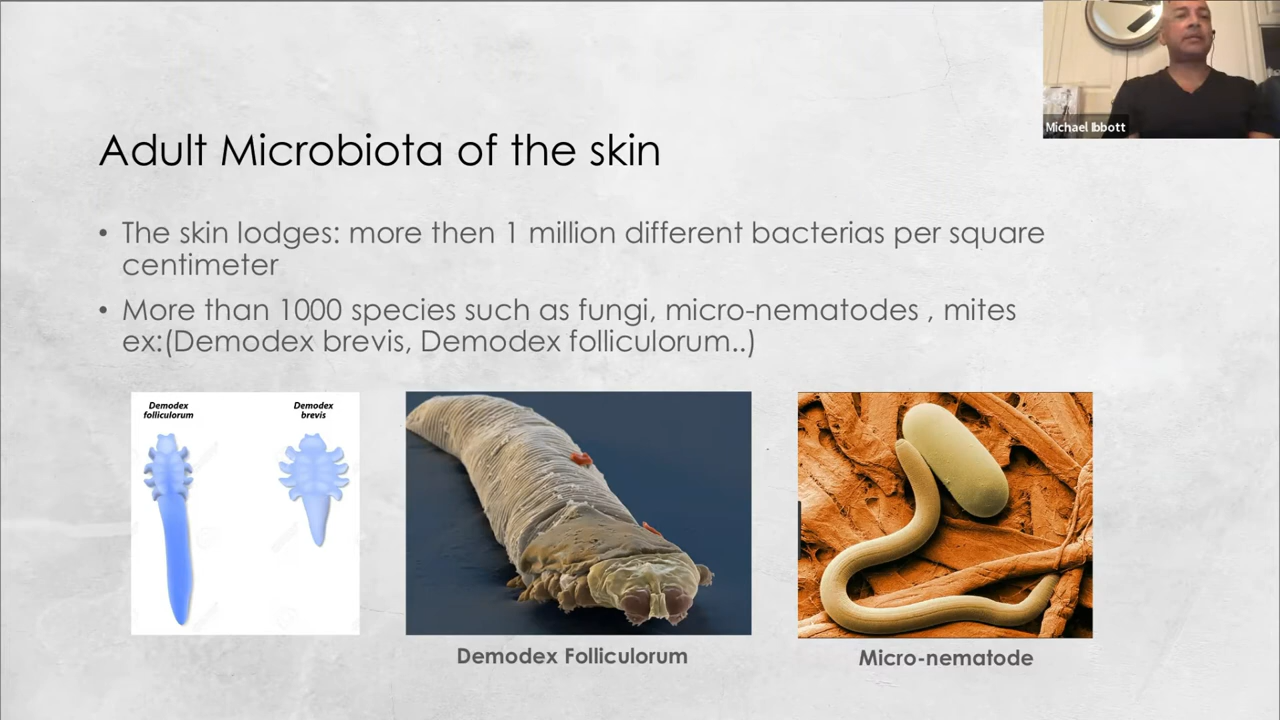 Michael Ibbott
Adult Microbiota of the skin
• The skin lodges: more then 1 million different bacterias per square
centimeter
• More than 1000 species such as fungi, micro-nematodes , mites
ex:(Demodex brevis, Demodex folliculorum..)
Demodex
folliculorum
Demodex
brevis
Demodex Folliculorum
Micro-nematode